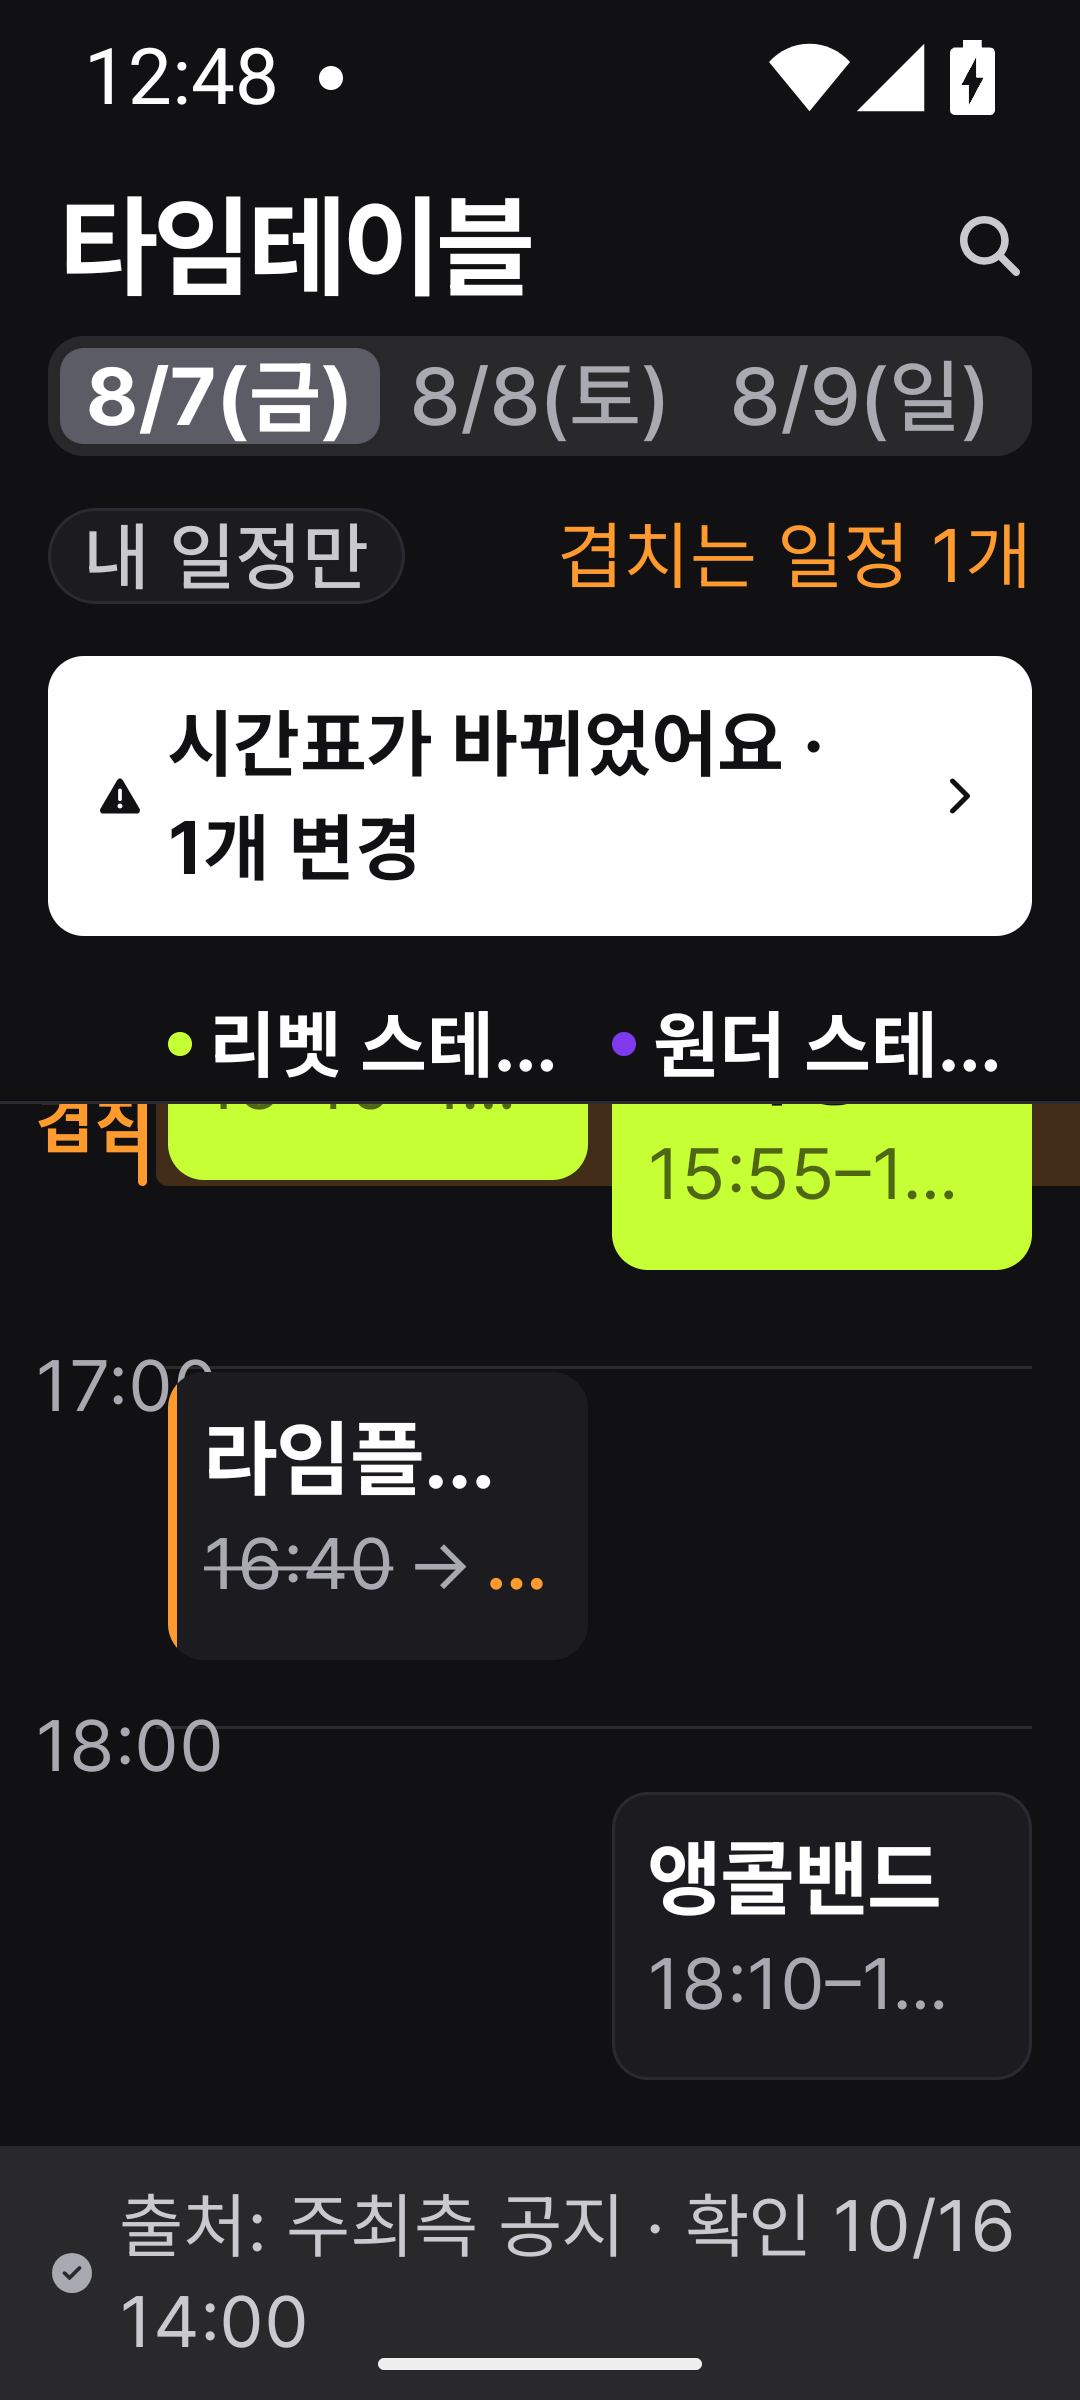 12:48
타임테이블
8/7(금) 8/8(토) 8/9(일)
내 일정만 겹치는 일정 1개
시간표가 바뀌었어요 ·
1개 변경
리벳 스테... 원더 스테...
겹침
15:55–1...
17:00
라임플...
16:40 → ...
18:00
앵콜밴드
18:10–1...
출처: 주최측 공지 · 확인 10/16
14:00